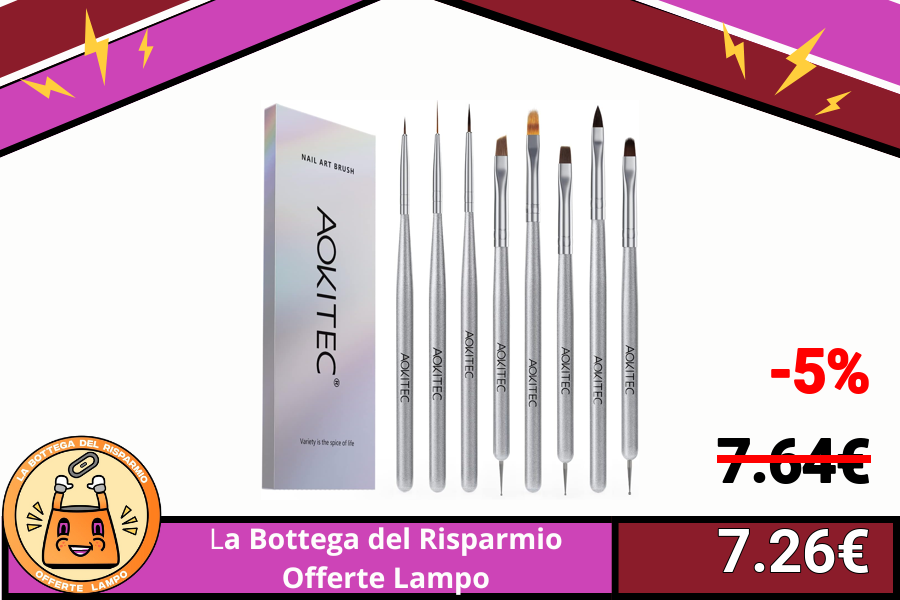 NAIL ART BRUSH
AOKITEC®
Variety is the spice of life
AOKITEC
AOKITEC
AOKITEC
AOKITEC
AOKITEC
AOKITEC
AOKITEC
AOKITEC
-5%
7.64€
7.26€
LA BOTTEGA DEL RISPARMIO
OFFERTE LAMPO
La Bottega del Risparmio
Offerte Lampo